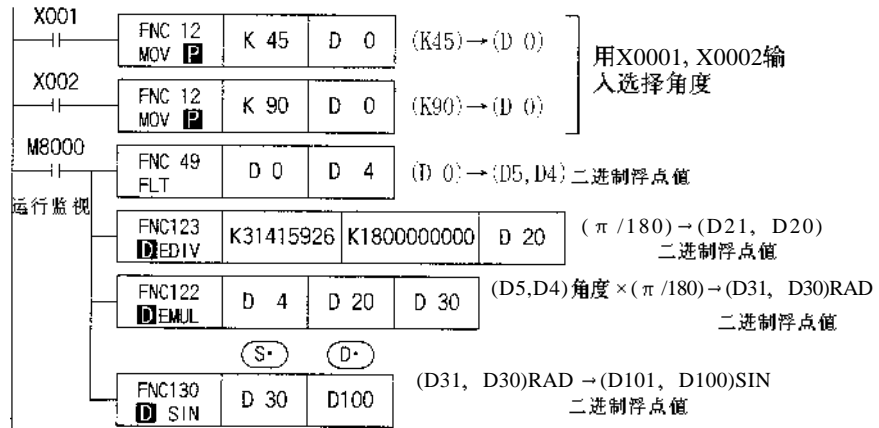 X001
FNC 12
MOV P
K 45
D 0
(K45)→(D 0)
用X0001, X0002输
入选择角度
X002
FNC 12
MOV P
K 90
D 0
(K90)→(D 0)
M8000
运行监视
FNC 49
FLT
D 0
D 4
(D 0)→(D5,D4)二进制浮点值
FNC123
D EDIV
K31415926
K1800000000
D 20
(π/180)→(D21, D20)
二进制浮点值
FNC122
D EMUL
D 4
D 20
D 30
(D5,D4)角度×(π/180)→(D31, D30)RAD
二进制浮点值
S·
D·
FNC130
D SIN
D 30
D100
(D31, D30)RAD→(D101, D100)SIN
二进制浮点值